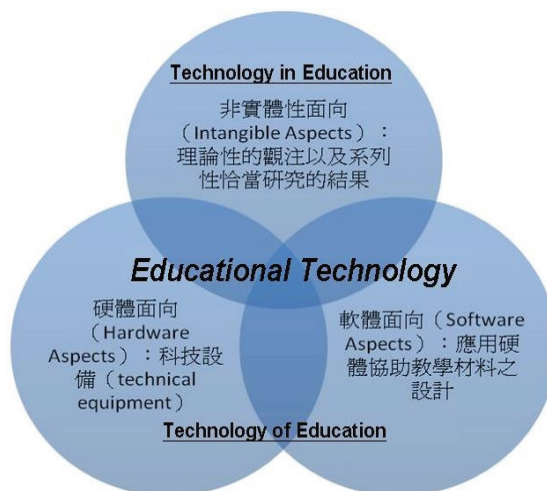 Technology in Education
非實體性面向
（Intangible Aspects）：
理論性的觀注以及系列
性恰當研究的結果
Educational Technology
硬體面向
（Hardware
Aspects）：科技設
備（technical
equipment）
軟體面向（Software
Aspects）：應用硬
體協助教學材料之
設計
Technology of Education